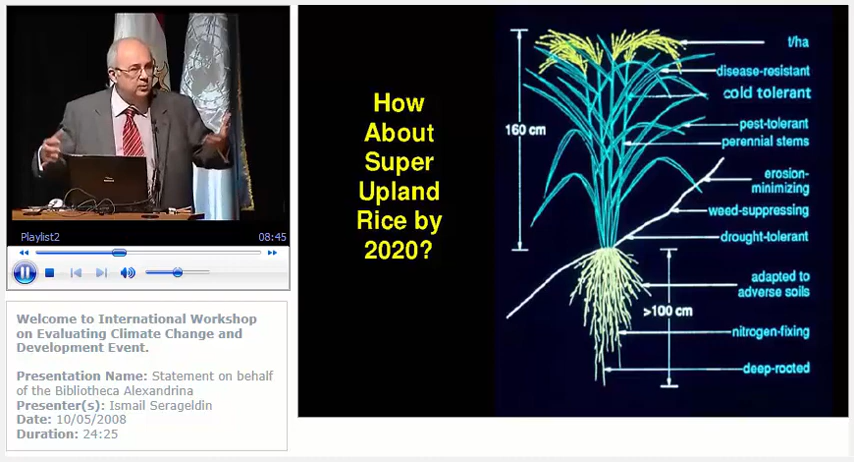 Playlist2
08:45
Welcome to International Workshop
on Evaluating Climate Change and
Development Event.
Presentation Name: Statement on behalf
of the Bibliotheca Alexandrina
Presenter(s): Ismail Serageldin
Date: 10/05/2008
Duration: 24:25
How
About
Super
Upland
Rice by
2020?
160 cm
>100 cm
t/ha
disease-resistant
cold tolerant
pest-tolerant
perennial stems
erosion-
minimizing
weed-suppressing
drought-tolerant
adapted to
adverse soils
nitrogen-fixing
deep-rooted